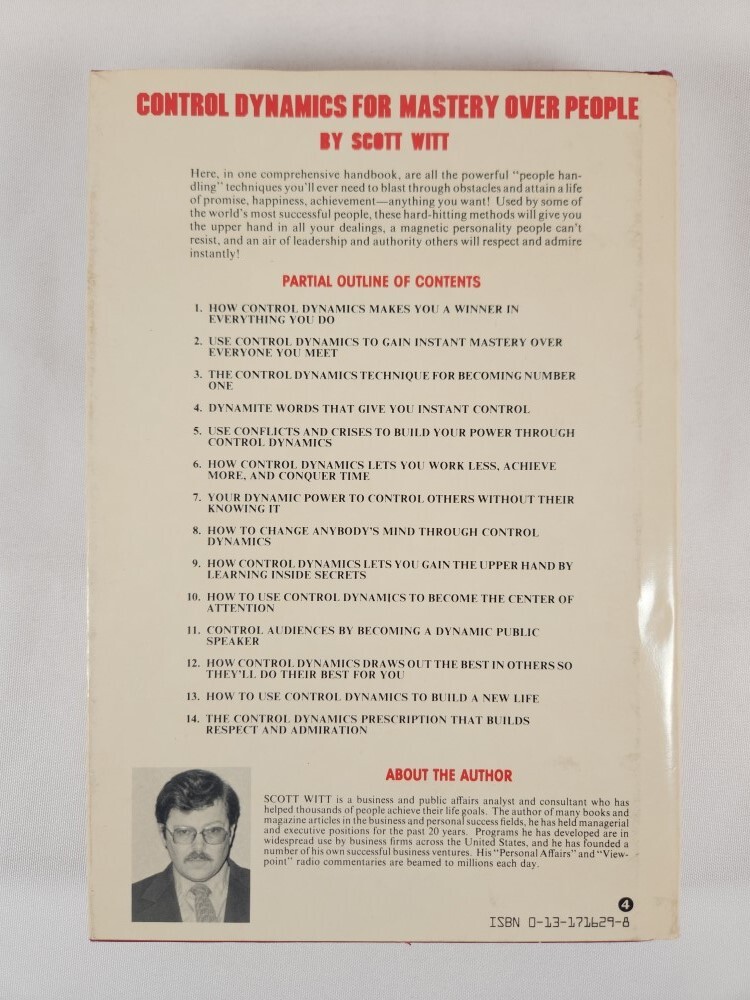 CONTROL DYNAMICS FOR MASTERY OVER PEOPLE
BY SCOTT WITT
Here, in one comprehensive handbook, are all the powerful "people han-
dling" techniques you'll ever need to blast through obstacles and attain a life
of promise, happiness, achievement—anything you want! Used by some of
the world's most successful people, these hard-hitting methods will give you
the upper hand in all your dealings, a magnetic personality people can't
resist, and an air of leadership and authority others will respect and admire
instantly!
PARTIAL OUTLINE OF CONTENTS
1. HOW CONTROL DYNAMICS MAKES YOU A WINNER IN
EVERYTHING YOU DO
2. USE CONTROL DYNAMICS TO GAIN INSTANT MASTERY OVER
EVERYONE YOU MEET
3. THE CONTROL DYNAMICS TECHNIQUE FOR BECOMING NUMBER
ONE
4. DYNAMITE WORDS THAT GIVE YOU INSTANT CONTROL
5. USE CONFLICTS AND CRISES TO BUILD YOUR POWER THROUGH
CONTROL DYNAMICS
6. HOW CONTROL DYNAMICS LETS YOU WORK LESS, ACHIEVE
MORE, AND CONQUER TIME
7. YOUR DYNAMIC POWER TO CONTROL OTHERS WITHOUT THEIR
KNOWING IT
8. HOW TO CHANGE ANYBODY'S MIND THROUGH CONTROL
DYNAMICS
9. HOW CONTROL DYNAMICS LETS YOU GAIN THE UPPER HAND BY
LEARNING INSIDE SECRETS
10. HOW TO USE CONTROL DYNAMICS TO BECOME THE CENTER OF
ATTENTION
11. CONTROL AUDIENCES BY BECOMING A DYNAMIC PUBLIC
SPEAKER
12. HOW CONTROL DYNAMICS DRAWS OUT THE BEST IN OTHERS SO
THEY'LL DO THEIR BEST FOR YOU
13. HOW TO USE CONTROL DYNAMICS TO BUILD A NEW LIFE
14. THE CONTROL DYNAMICS PRESCRIPTION THAT BUILDS
RESPECT AND ADMIRATION
ABOUT THE AUTHOR
SCOTT WITT is a business and public affairs analyst and consultant who has
helped thousands of people achieve their life goals. The author of many books and
magazine articles in the business and personal success fields, he has held managerial
and executive positions for the past 20 years. Programs he has developed are in
widespread use by business firms across the United States, and he has founded a
number of his own successful business ventures. His "Personal Affairs" and "View-
point" radio commentaries are beamed to millions each day.
4
ISBN 0-13-171629-8